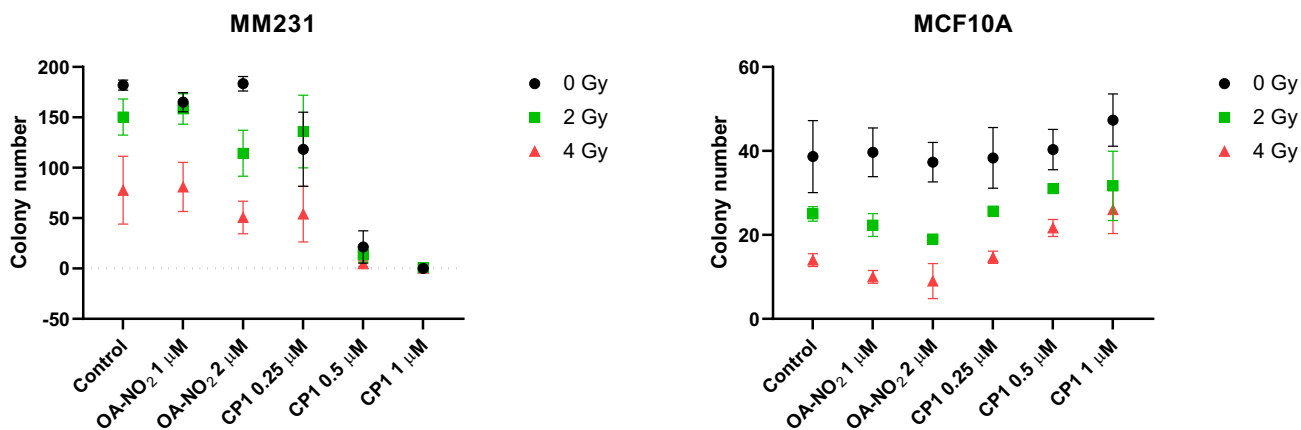 MM231
Colony number
200
150
100
50
0
-50
Control
OA-NO₂ 1 μM
OA-NO₂ 2 μM
CP1 0.25 μM
CP1 0.5 μM
CP1 1 μM
0 Gy
2 Gy
4 Gy
MCF10A
Colony number
60
40
20
0
Control
OA-NO₂ 1 μM
OA-NO₂ 2 μM
CP1 0.25 μM
CP1 0.5 μM
CP1 1 μM
0 Gy
2 Gy
4 Gy